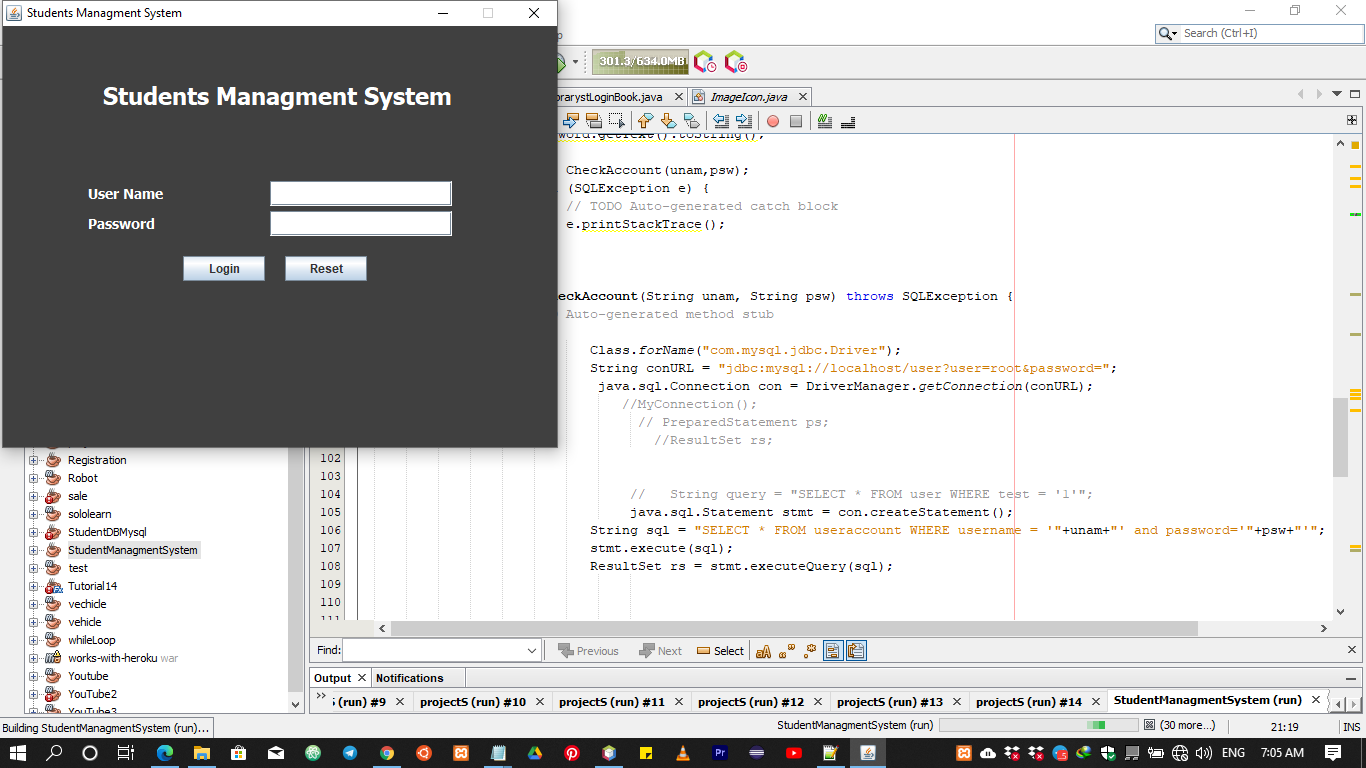 Students Managment System
Students Managment System
User Name
Password
Login
Reset
Search (Ctrl+I)
301.3/634.0MB
brarystLoginBook.java
ImageIcon.java
word.getText().toString();
CheckAccount(unam,psw);
(SQLException e) {
// TODO Auto-generated catch block
e.printStackTrace();
eckAccount(String unam, String psw) throws SQLException {
Auto-generated method stub
Class.forName("com.mysql.jdbc.Driver");
String conURL = "jdbc:mysql://localhost/user?user=root&password=";
java.sql.Connection con = DriverManager.getConnection(conURL);
//MyConnection();
// PreparedStatement ps;
//ResultSet rs;
102
103
104 // String query = "SELECT * FROM user WHERE test = '1'";
105 java.sql.Statement stmt = con.createStatement();
106 String sql = "SELECT * FROM useraccount WHERE username = '"+unam+"' and password='"+psw+"'";
107 stmt.execute(sql);
108 ResultSet rs = stmt.executeQuery(sql);
109
110
111
Registration
Robot
sale
sololearn
StudentDBMysql
StudentManagmentSystem
test
Tutorial14
vechicle
vehicle
whileLoop
works-with-heroku war
Youtube
YouTube2
YouTube3
Find:
Previous
Next
Select
Output
Notifications
S (run) #9
projectS (run) #10
projectS (run) #11
projectS (run) #12
projectS (run) #13
projectS (run) #14
StudentManagmentSystem (run)
Building StudentManagmentSystem (run)...
StudentManagmentSystem (run)
(30 more...)
21:19
INS
ENG
7:05 AM